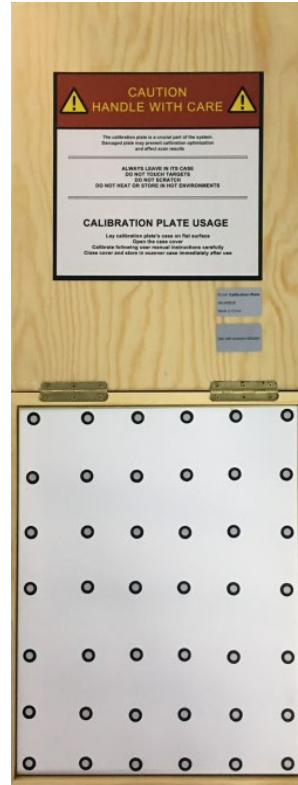 CAUTION
HANDLE WITH CARE
The calibration plate is a crucial part of the system.
Damaged plate may prevent calibration optimization
and affect scan results
ALWAYS LEAVE IN ITS CASE
DO NOT TOUCH TARGETS
DO NOT SCRATCH
DO NOT HEAT OR STORE IN HOT ENVIRONMENTS
CALIBRATION PLATE USAGE
Lay calibration plate's case on flat surface
Open the case cover
Calibrate following user manual instructions carefully
Close cover and store in scanner case immediately after use
Calibration Plate